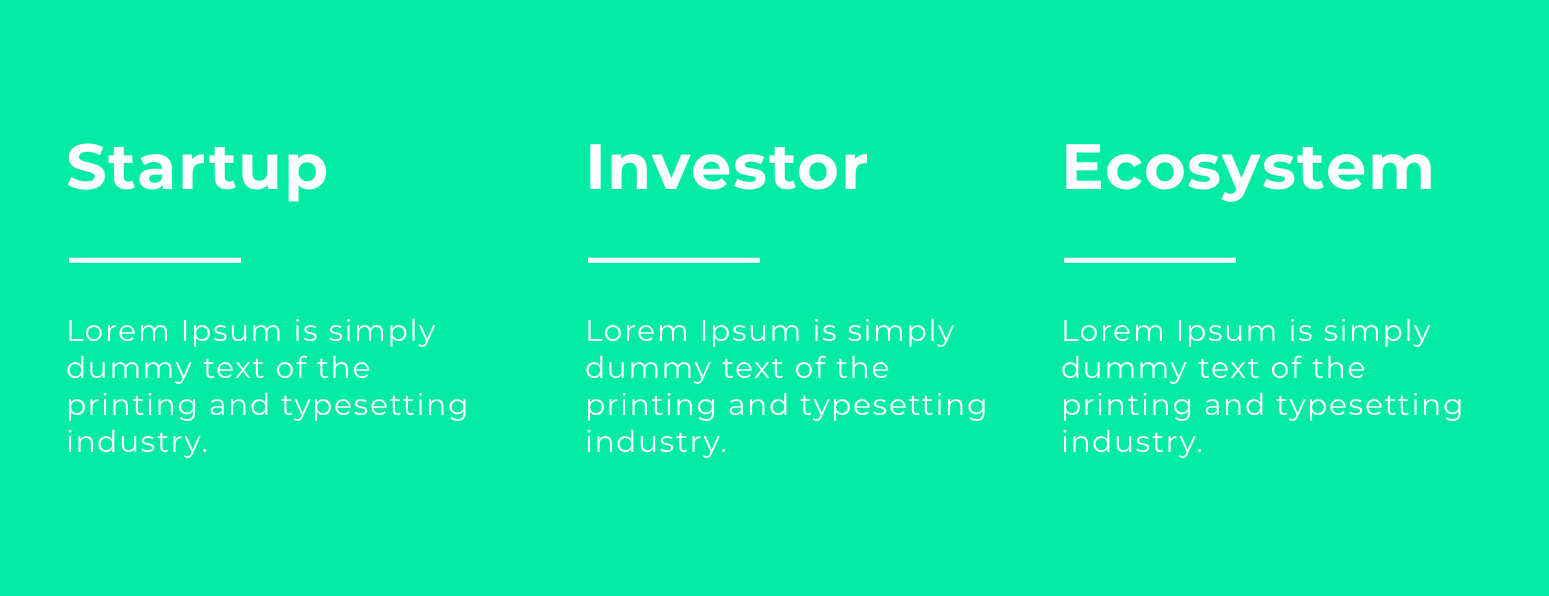 Startup
Lorem Ipsum is simply
dummy text of the
printing and typesetting
industry.
Investor
Lorem Ipsum is simply
dummy text of the
printing and typesetting
industry.
Ecosystem
Lorem Ipsum is simply
dummy text of the
printing and typesetting
industry.